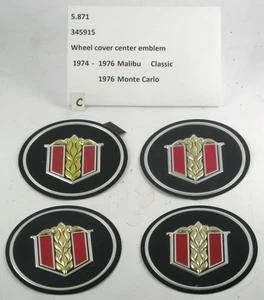 5.871
345915
Wheel cover center emblem
1974 - 1976 Malibu Classic
1976 Monte Carlo
C